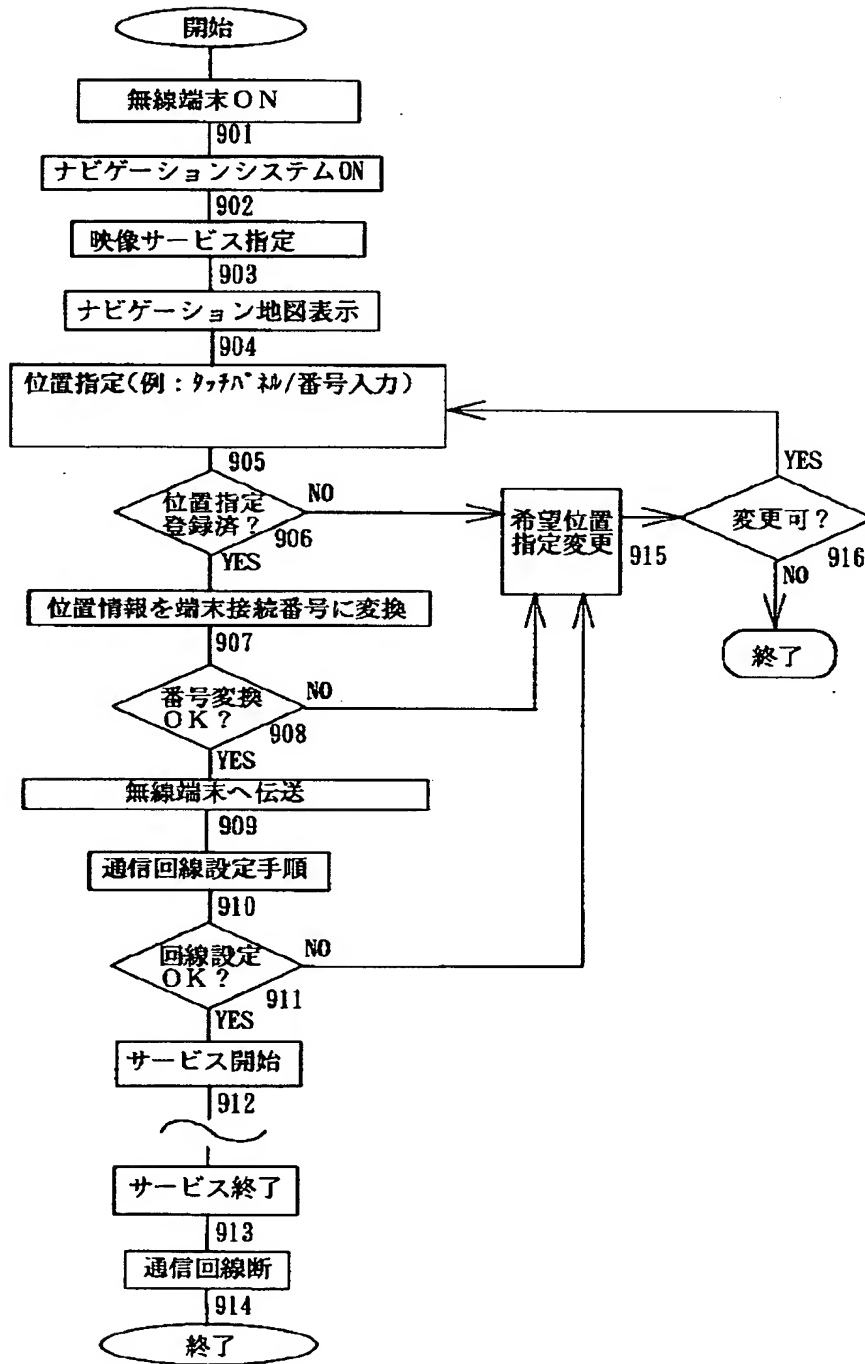 開始
無線端末ON
901
ナビゲーションシステムON
902
映像サービス指定
903
ナビゲーション地図表示
904
位置指定(例:タッチパネル/番号入力)
905
位置指定
登録済?
906
NO
YES
希望位置
指定変更
915
変更可?
916
YES
NO
終了
位置情報を端末接続番号に変換
907
番号変換
OK?
908
NO
YES
無線端末へ伝送
909
通信回線設定手順
910
回線設定
OK?
911
NO
YES
サービス開始
912
サービス終了
913
通信回線断
914
終了